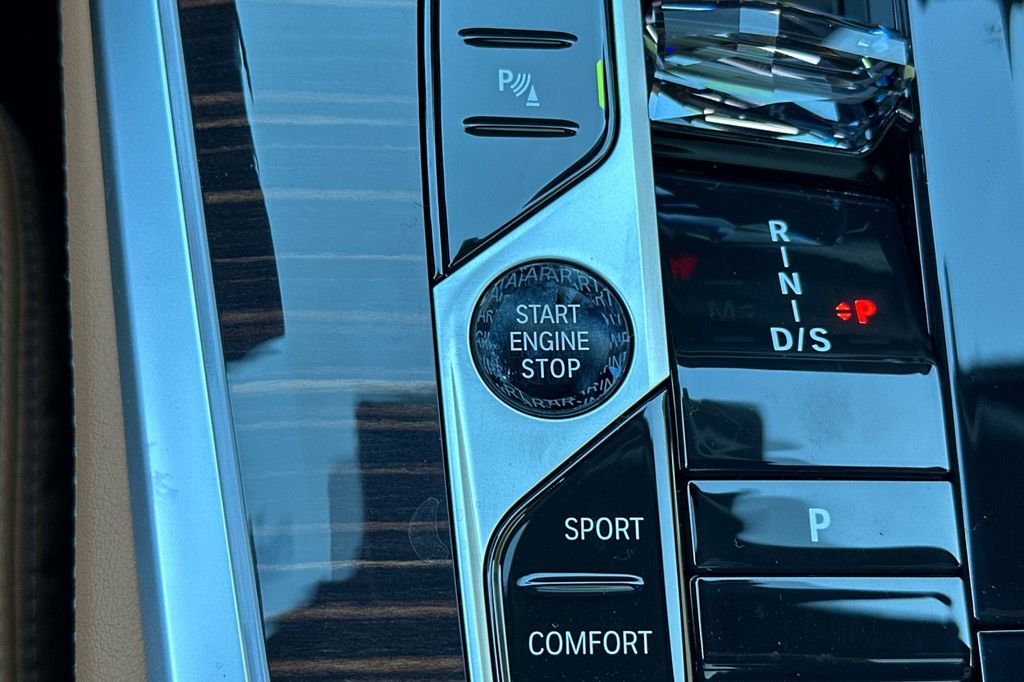 P
START
ENGINE
STOP
SPORT
COMFORT
R
N
D/S
P
P